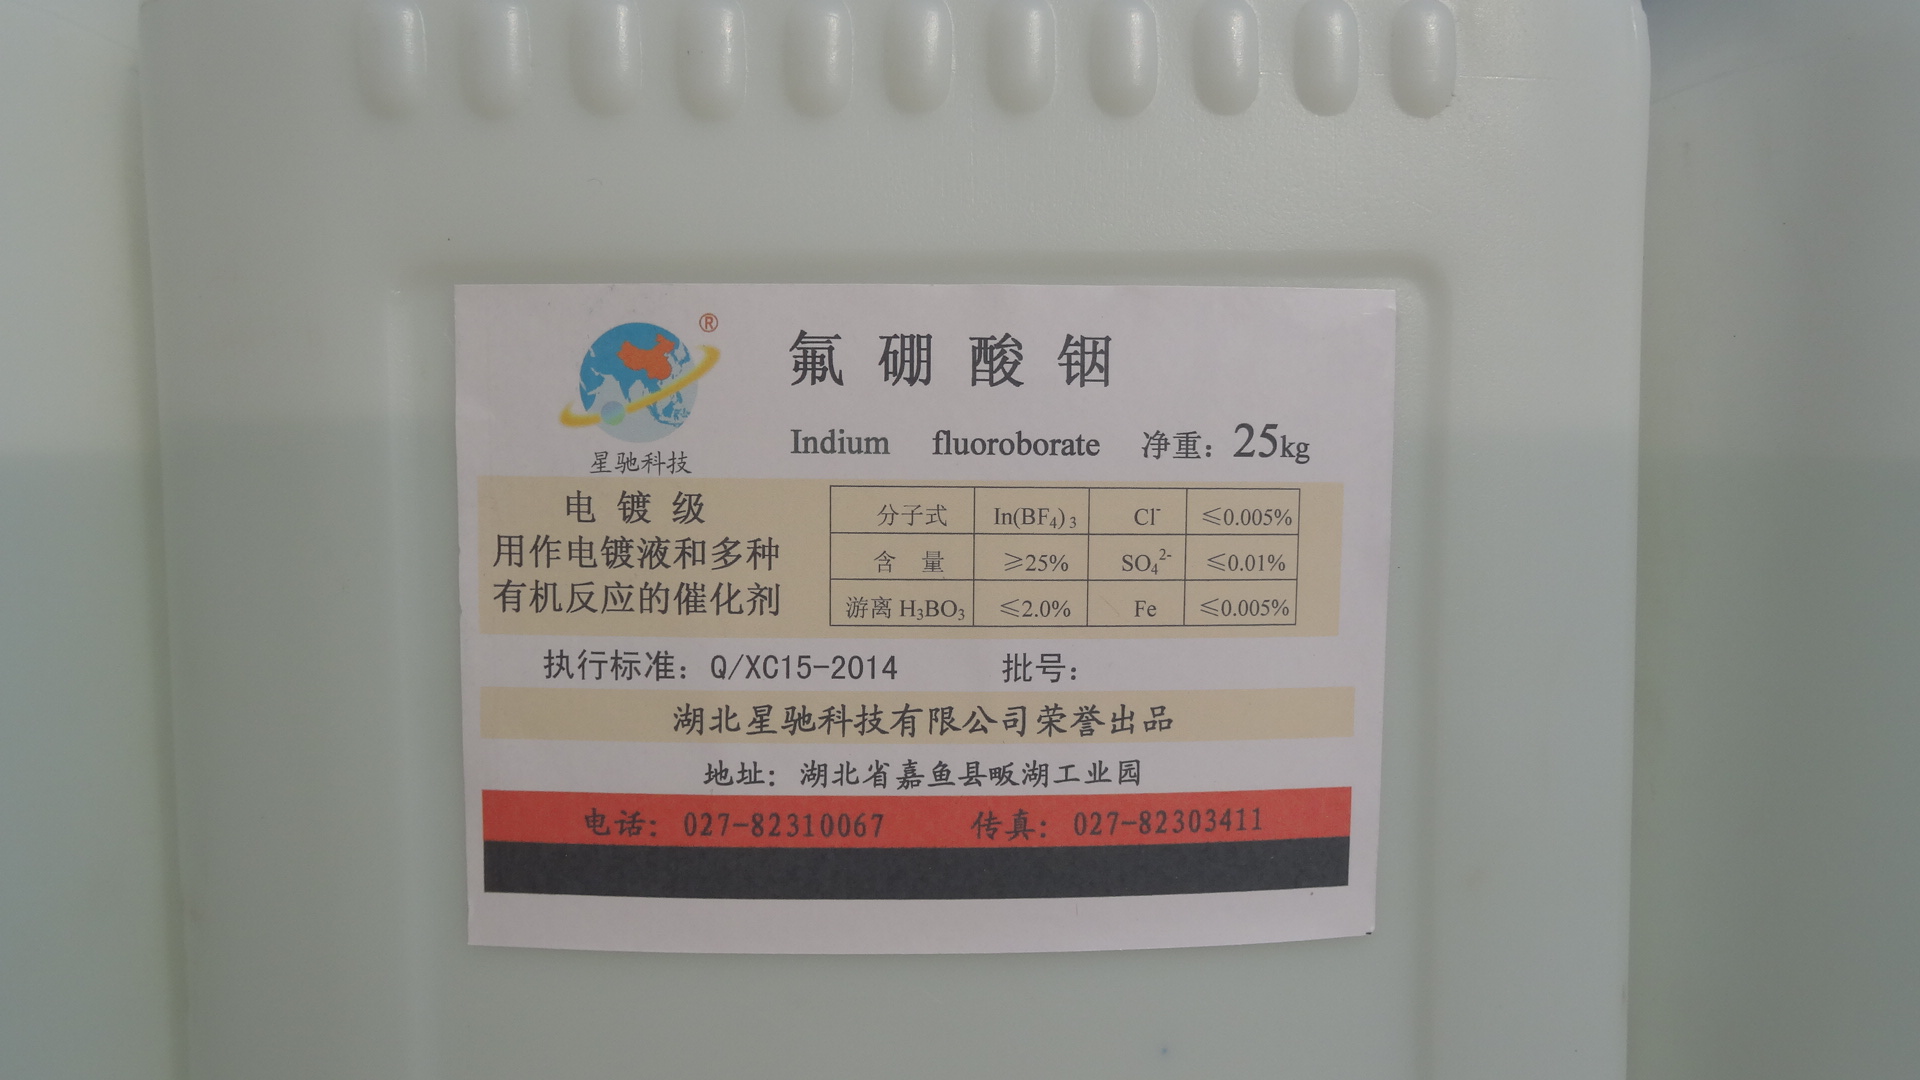 ®
氟硼酸铟
Indium fluoroborate 净重：25kg
星驰科技
电镀级
用作电镀液和多种
有机反应的催化剂
分子式 In(BF₄)₃ Cl⁻ ≤0.005%
含量 ≥25% SO₄²⁻ ≤0.01%
游离 H₃BO₃ ≤2.0% Fe ≤0.005%
执行标准：Q/XC15-2014 批号：
湖北星驰科技有限公司荣誉出品
地址：湖北省嘉鱼县畈湖工业园
电话：027-82310067 传真：027-82303411